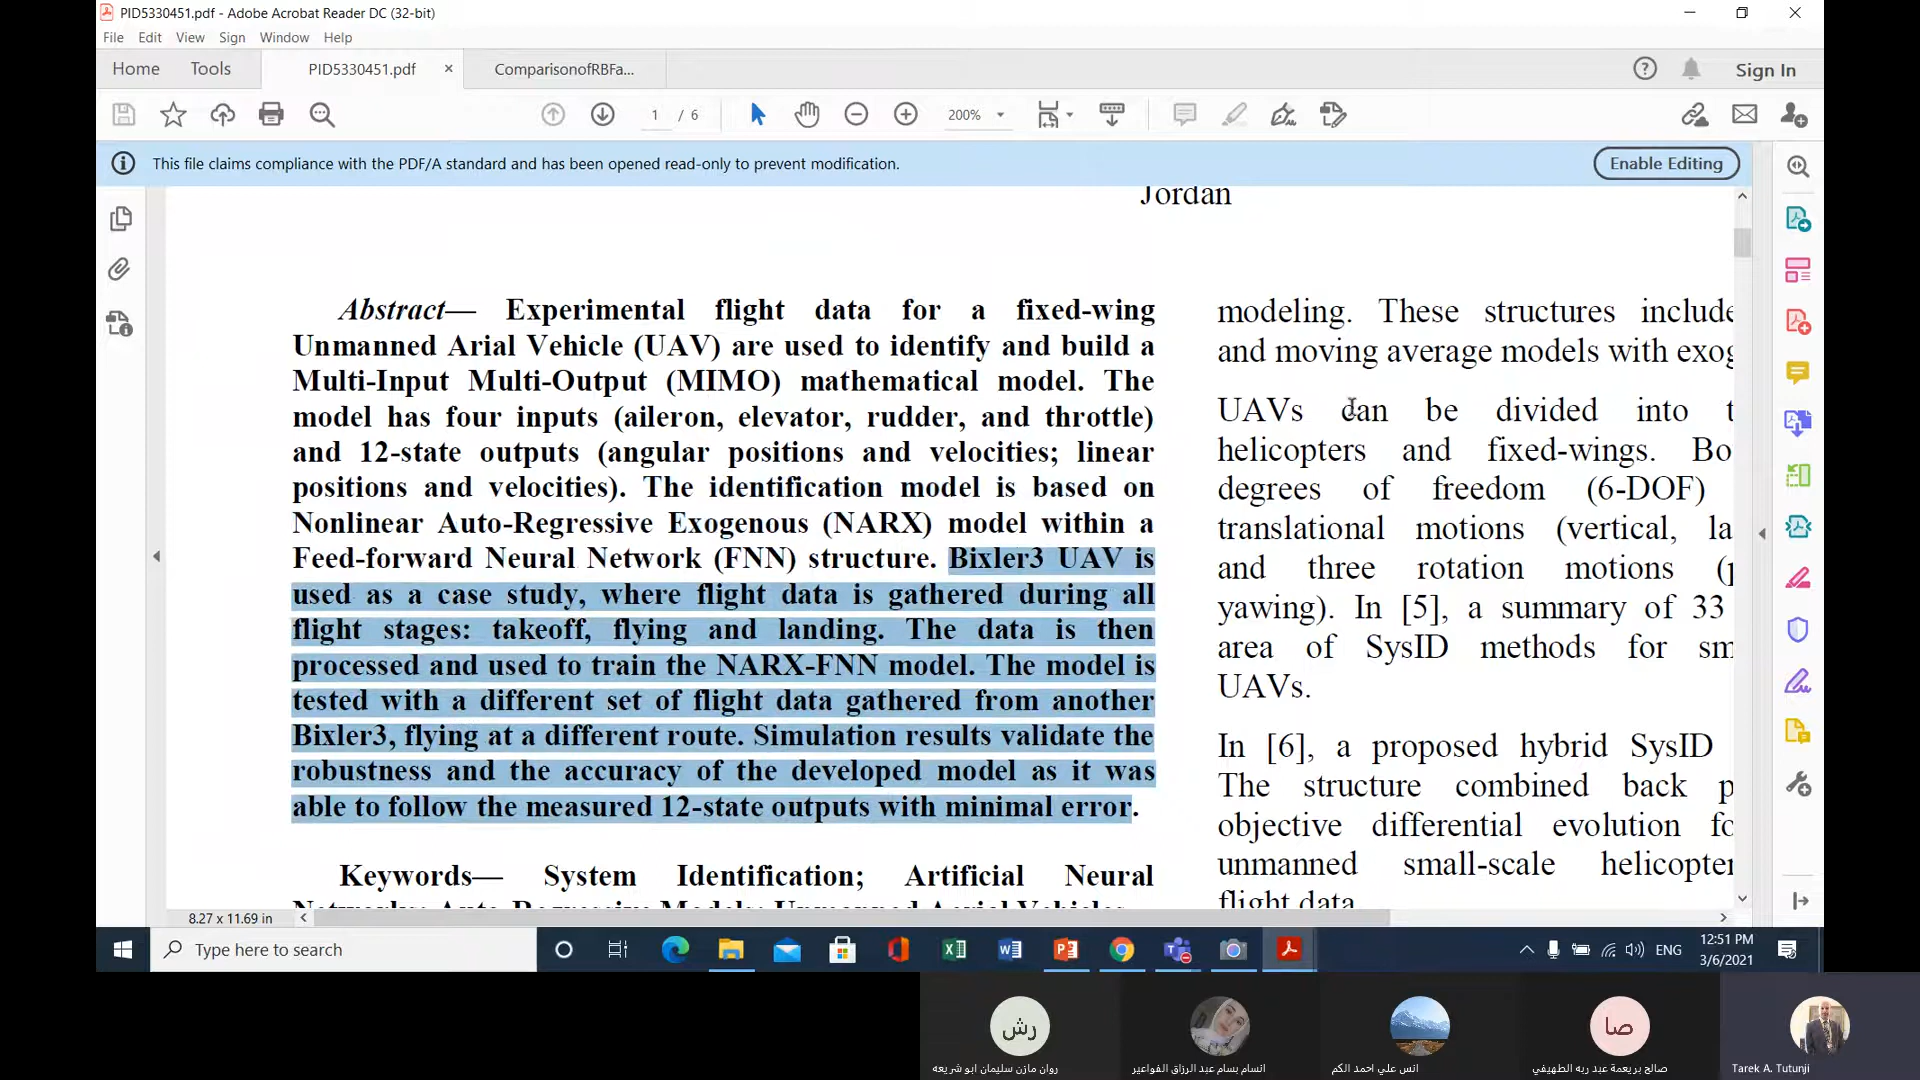 PID5330451.pdf - Adobe Acrobat Reader DC (32-bit)
File Edit View Sign Window Help
Home Tools PID5330451.pdf × ComparisonofRBFa... Sign In
1 / 6 200%
This file claims compliance with the PDF/A standard and has been opened read-only to prevent modification. Enable Editing
Jordan
Abstract— Experimental flight data for a fixed-wing
Unmanned Arial Vehicle (UAV) are used to identify and build a
Multi-Input Multi-Output (MIMO) mathematical model. The
model has four inputs (aileron, elevator, rudder, and throttle)
and 12-state outputs (angular positions and velocities; linear
positions and velocities). The identification model is based on
Nonlinear Auto-Regressive Exogenous (NARX) model within a
Feed-forward Neural Network (FNN) structure. Bixler3 UAV is
used as a case study, where flight data is gathered during all
flight stages: takeoff, flying and landing. The data is then
processed and used to train the NARX-FNN model. The model is
tested with a different set of flight data gathered from another
Bixler3, flying at a different route. Simulation results validate the
robustness and the accuracy of the developed model as it was
able to follow the measured 12-state outputs with minimal error.
Keywords— System Identification; Artificial Neural
modeling. These structures include
and moving average models with exog
UAVs can be divided into t
helicopters and fixed-wings. Bo
degrees of freedom (6-DOF)
translational motions (vertical, la
and three rotation motions (p
yawing). In [5], a summary of 33
area of SysID methods for sm
UAVs.
In [6], a proposed hybrid SysID
The structure combined back p
objective differential evolution fo
unmanned small-scale helicopter
flight data.
8.27 x 11.69 in
Type here to search
ENG
12:51 PM
3/6/2021
رش
صا
روان مازن سليمان ابو شريعه
انسام بسام عبد الرزاق الفواعير
انس علي احمد الكم
صالح بريعمة عبد ربه الطهيفي
Tarek A. Tutunji